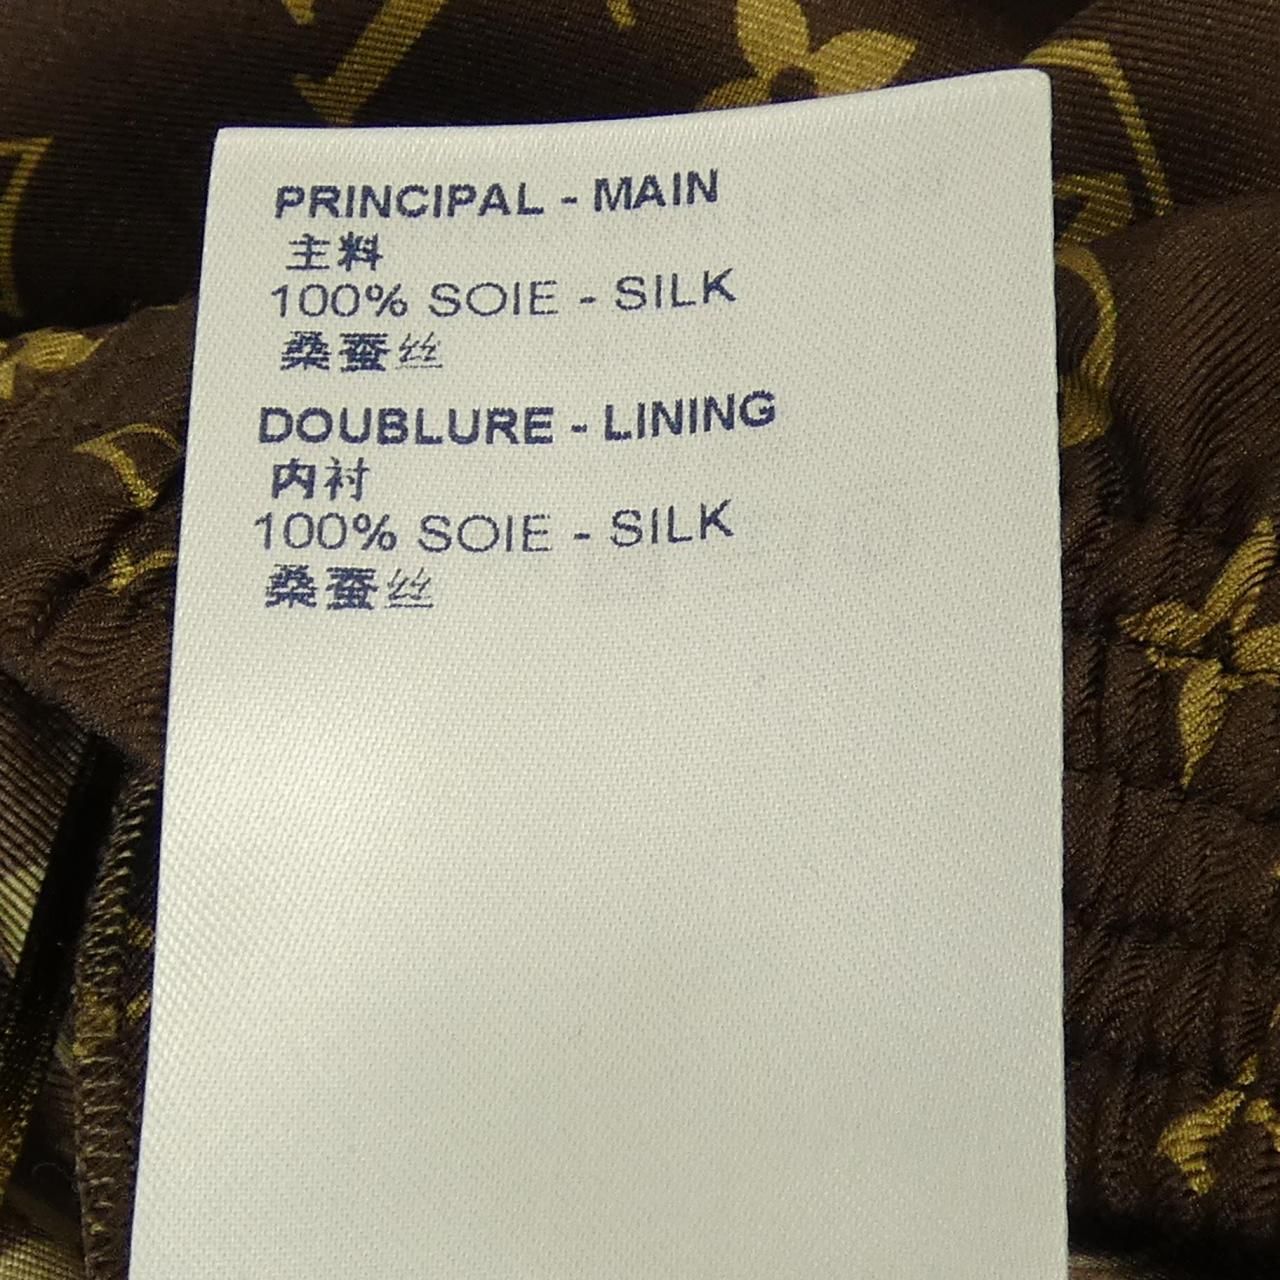 PRINCIPAL - MAIN
主料
100% SOIE - SILK
桑蚕丝
DOUBLURE - LINING
内衬
100% SOIE - SILK
桑蚕丝